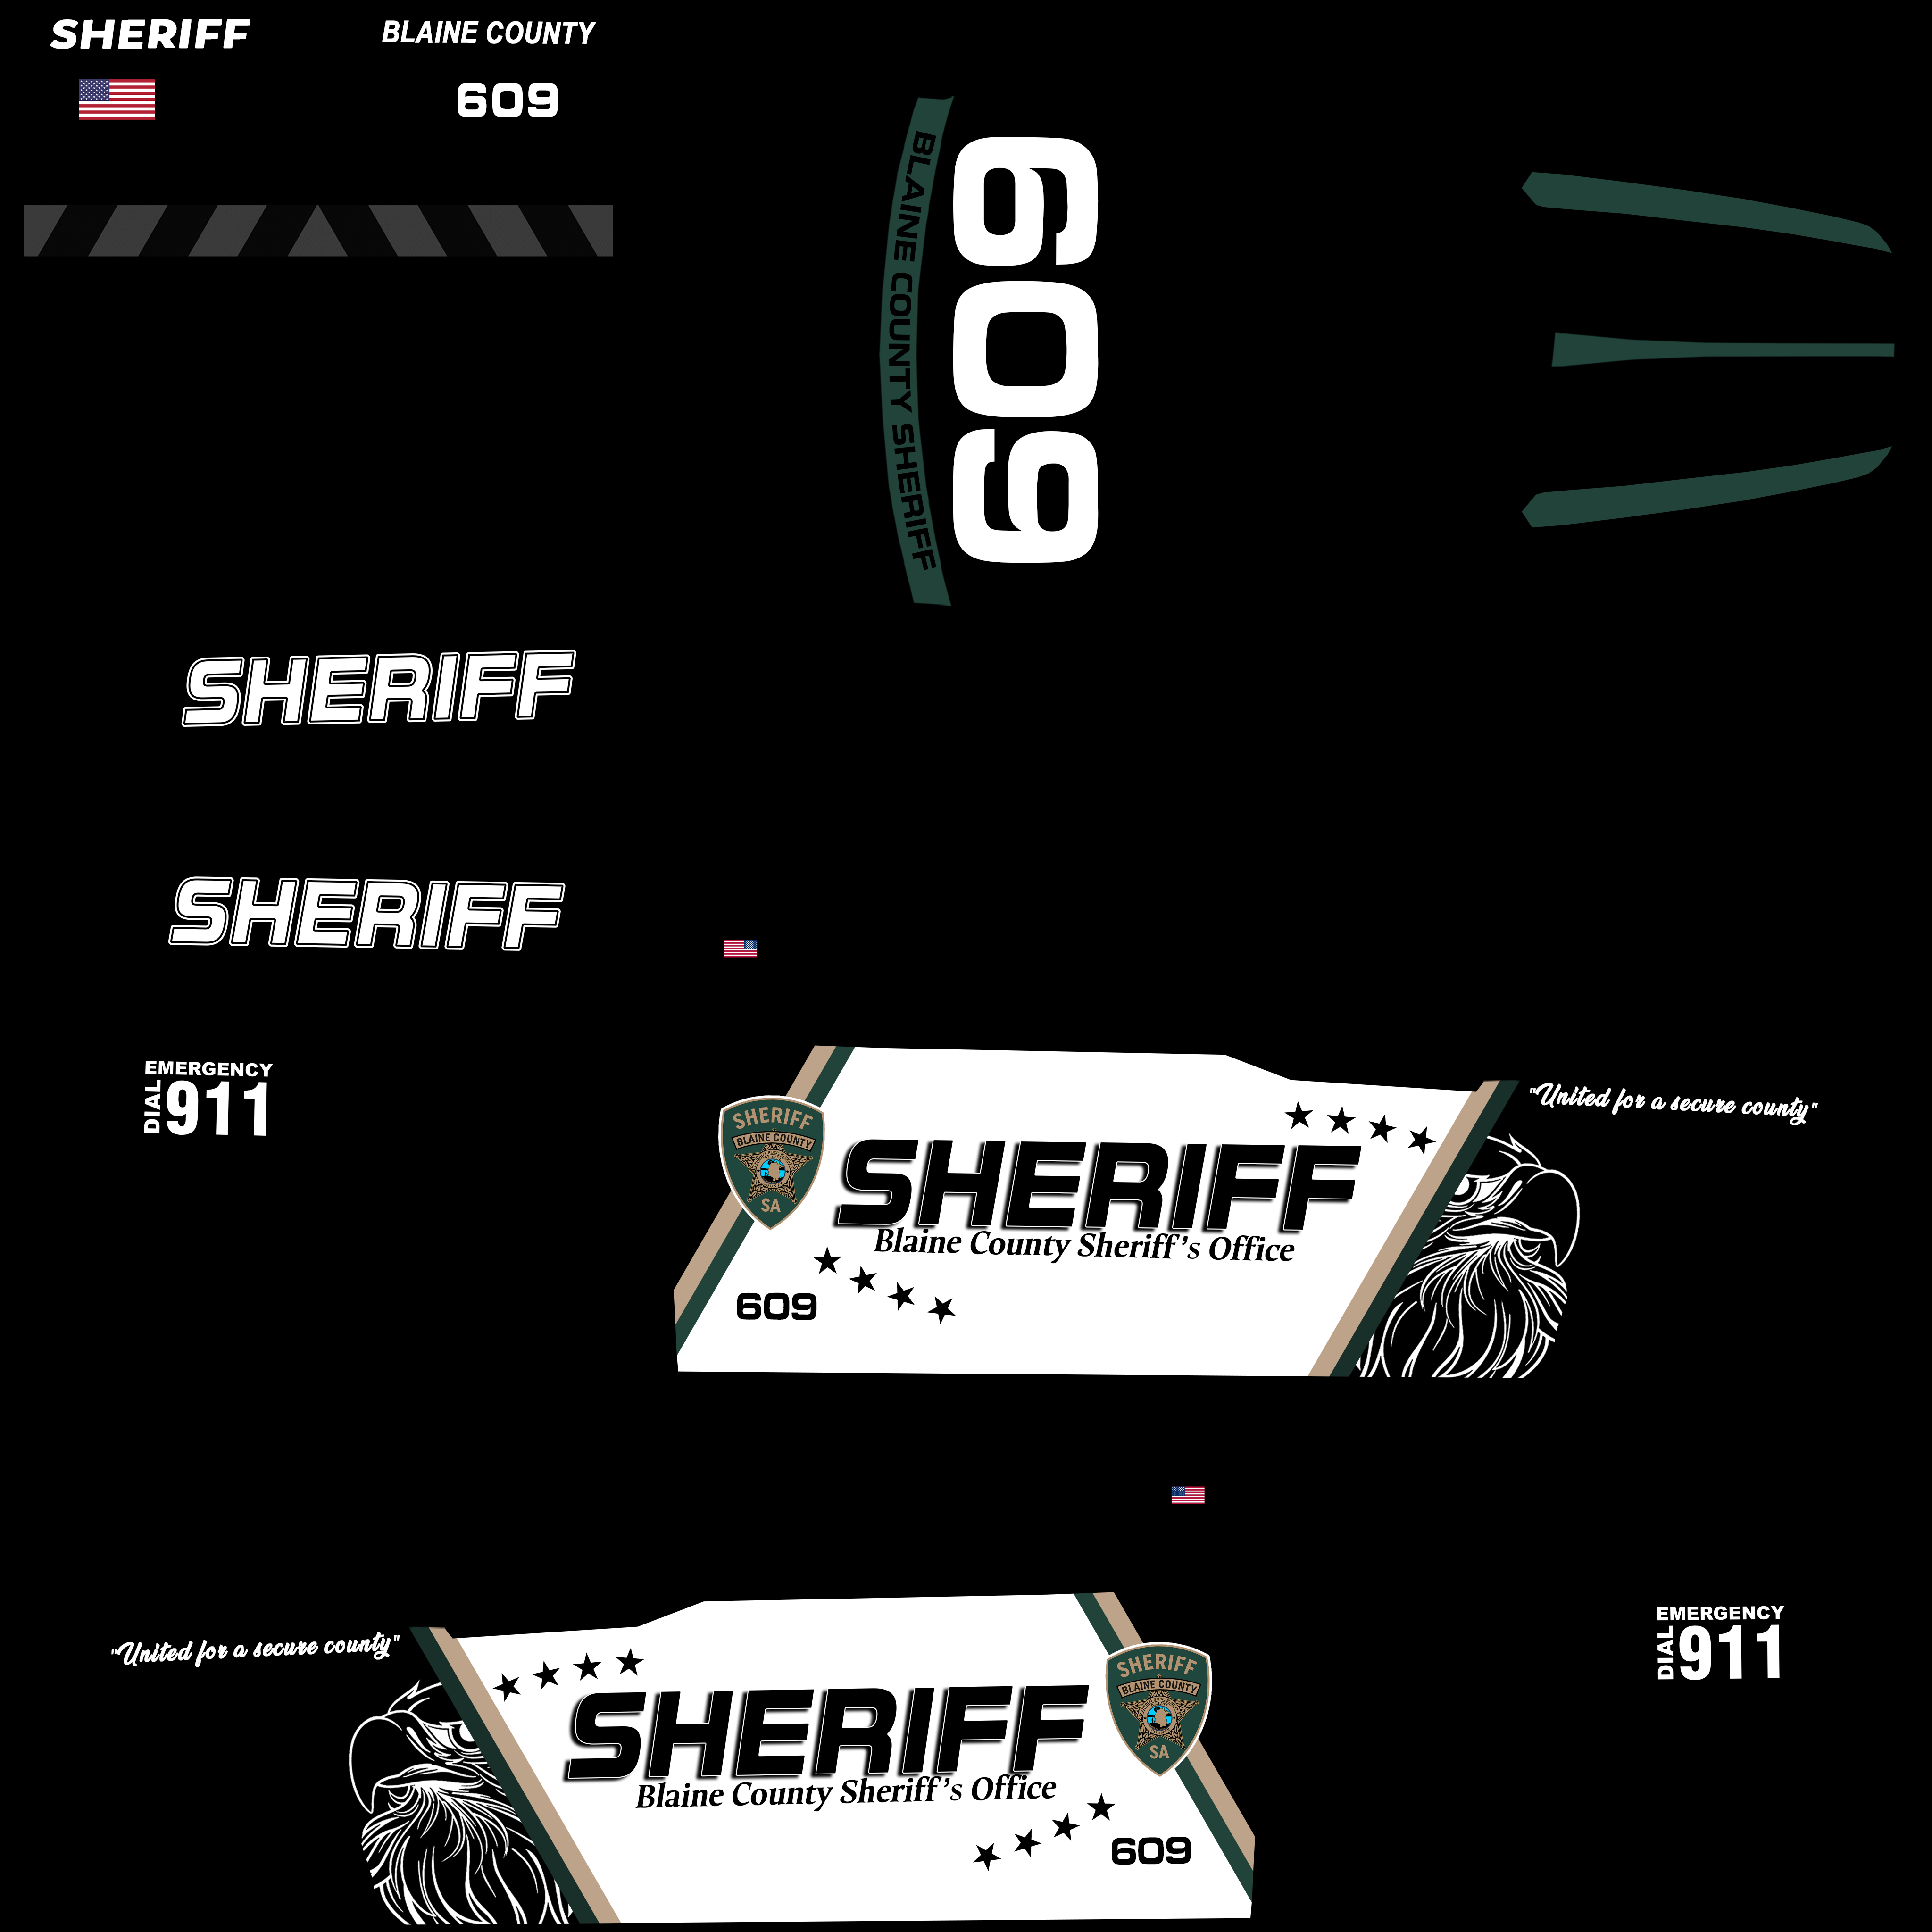 SHERIFF
BLAINE COUNTY
609
BLAINE COUNTY SHERIFF
609
SHERIFF
SHERIFF
EMERGENCY
DIAL
911
"United for a secure county"
SHERIFF
BLAINE COUNTY
SA
SHERIFF
Blaine County Sheriff's Office
609
"United for a secure county"
SHERIFF
Blaine County Sheriff's Office
SHERIFF
BLAINE COUNTY
SA
609
EMERGENCY
DIAL
911